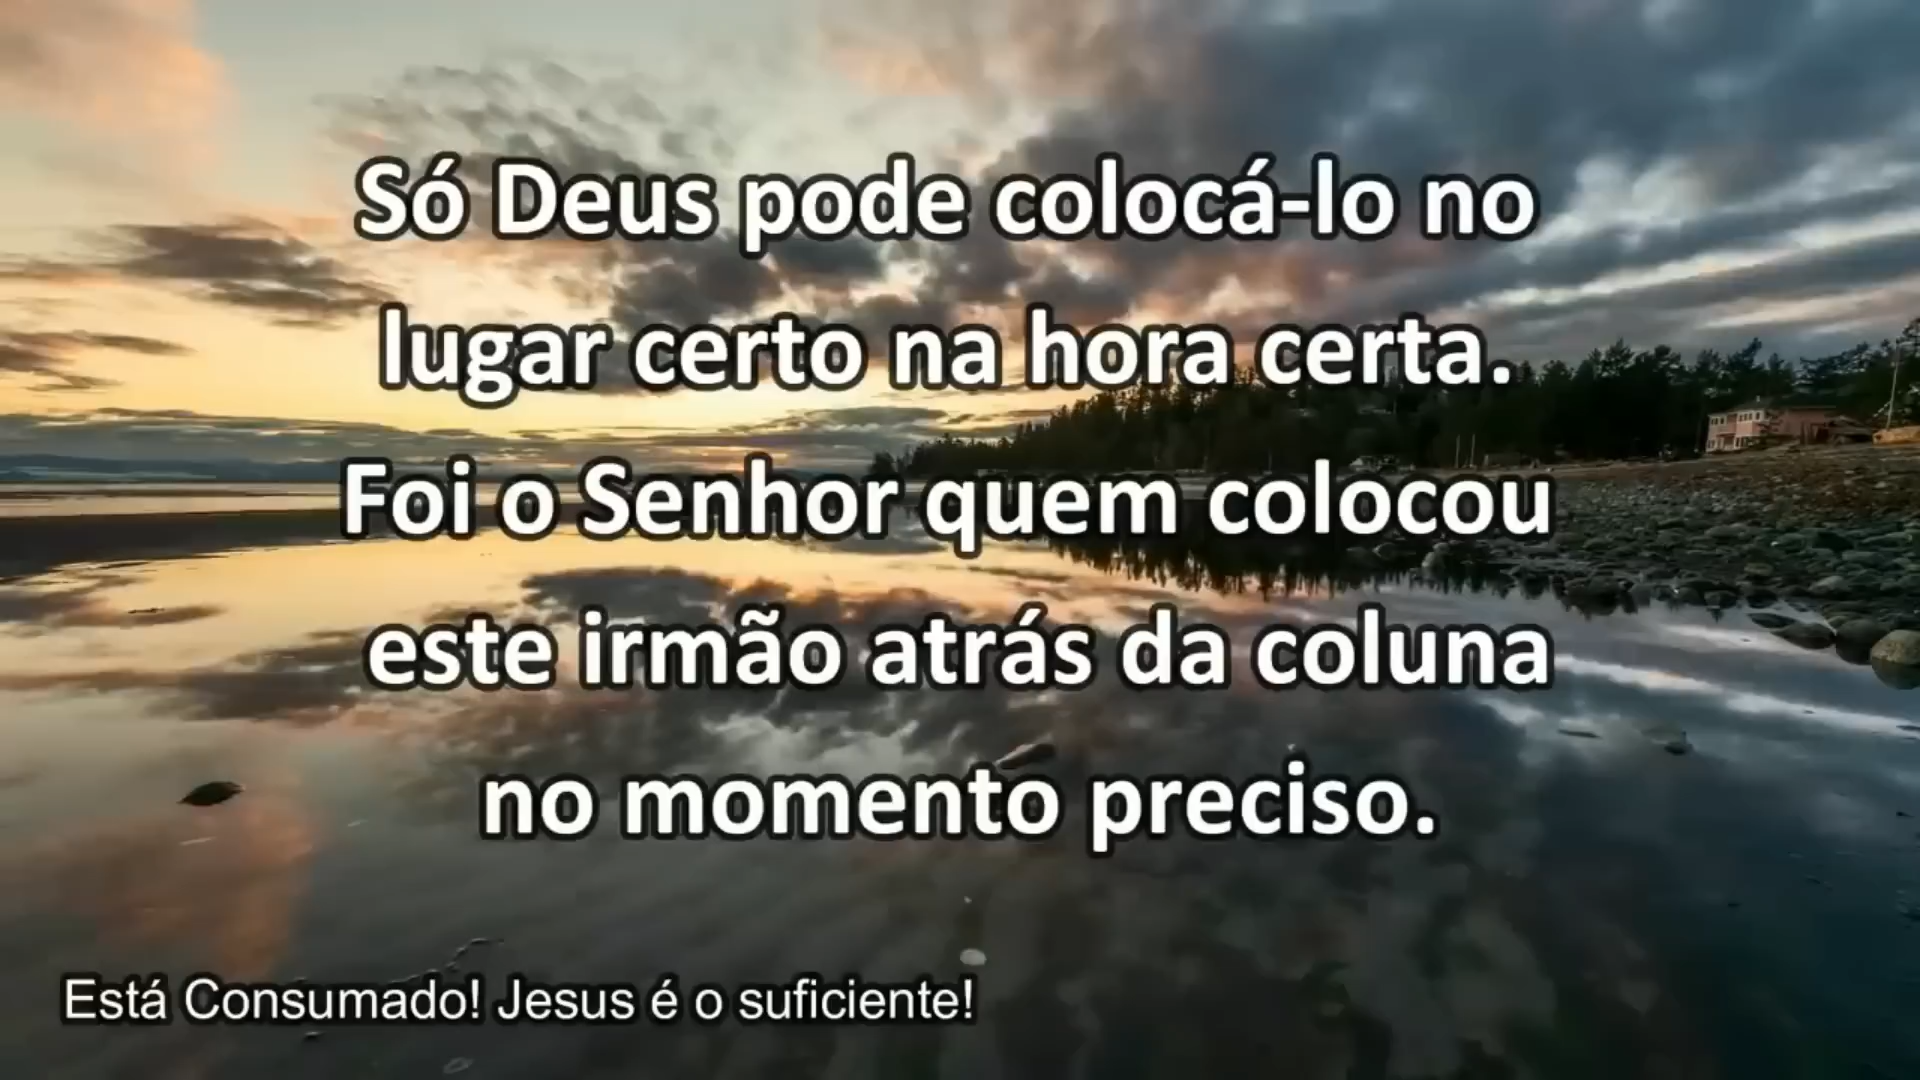 Só Deus pode colocá-lo no
lugar certo na hora certa.
Foi o Senhor quem colocou
este irmão atrás da coluna
no momento preciso.
Está Consumado! Jesus é o suficiente!